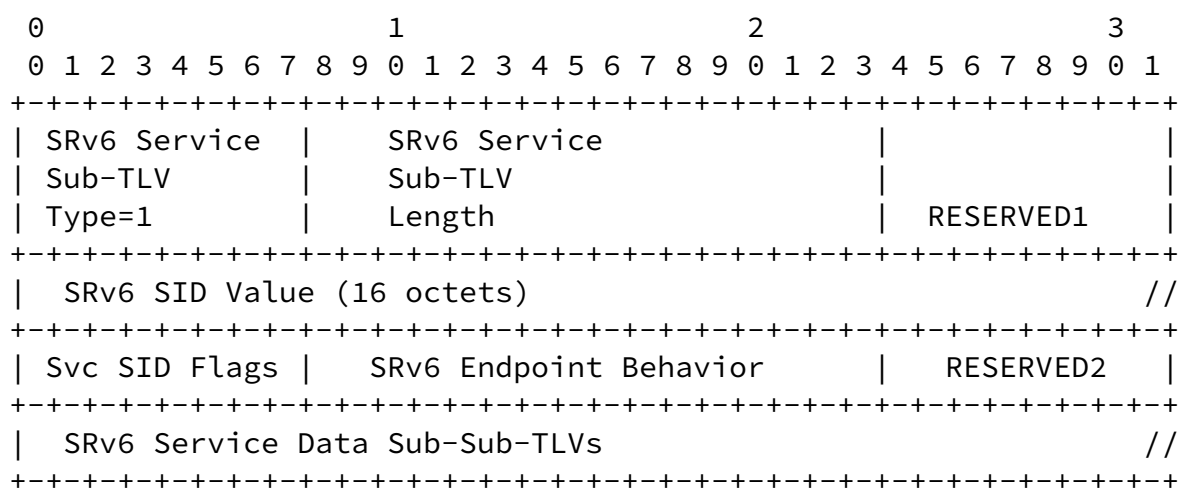 0                   1                   2                   3
 0 1 2 3 4 5 6 7 8 9 0 1 2 3 4 5 6 7 8 9 0 1 2 3 4 5 6 7 8 9 0 1
+-+-+-+-+-+-+-+-+-+-+-+-+-+-+-+-+-+-+-+-+-+-+-+-+-+-+-+-+-+-+-+-+
| SRv6 Service  |    SRv6 Service               |               |
| Sub-TLV       |    Sub-TLV                    |               |
| Type=1        |    Length                     |  RESERVED1    |
+-+-+-+-+-+-+-+-+-+-+-+-+-+-+-+-+-+-+-+-+-+-+-+-+-+-+-+-+-+-+-+-+
|  SRv6 SID Value (16 octets)                                  //
+-+-+-+-+-+-+-+-+-+-+-+-+-+-+-+-+-+-+-+-+-+-+-+-+-+-+-+-+-+-+-+-+
| Svc SID Flags |   SRv6 Endpoint Behavior      |   RESERVED2   |
+-+-+-+-+-+-+-+-+-+-+-+-+-+-+-+-+-+-+-+-+-+-+-+-+-+-+-+-+-+-+-+-+
|  SRv6 Service Data Sub-Sub-TLVs                              //
+-+-+-+-+-+-+-+-+-+-+-+-+-+-+-+-+-+-+-+-+-+-+-+-+-+-+-+-+-+-+-+-+